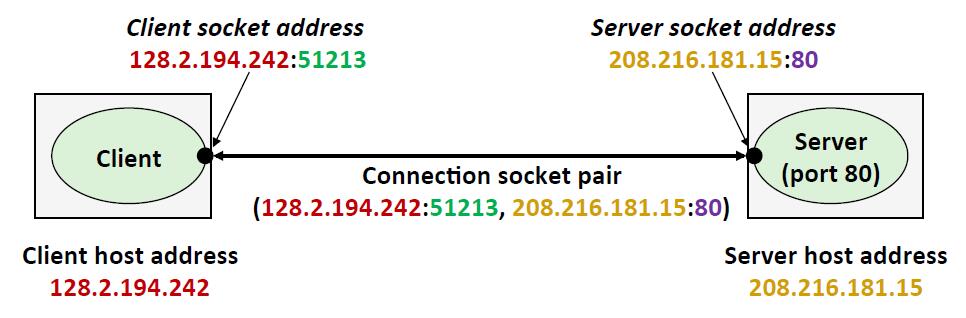 Client socket address
128.2.194.242:51213
Server socket address
208.216.181.15:80
Client
Server
(port 80)
Connection socket pair
(128.2.194.242:51213, 208.216.181.15:80)
Client host address
128.2.194.242
Server host address
208.216.181.15